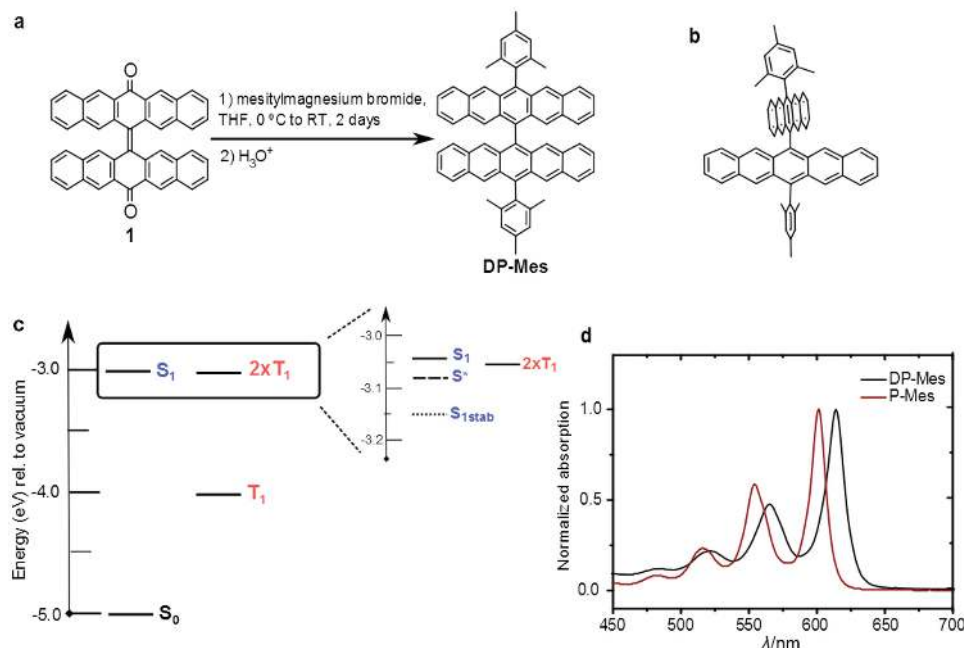 a
1) mesitylmagnesium bromide,
THF, 0 ºC to RT, 2 days
2) H₃O⁺
O
O
1
DP-Mes
b
c
Energy (eV) rel. to vacuum
-3.0
-4.0
-5.0
S₁
2xT₁
T₁
S₀
-3.0
-3.1
-3.2
S₁
S*
S₁stab
2xT₁
d
DP-Mes
P-Mes
Normalized absorption
1.0
0.5
0.0
450 500 550 600 650 700
λ/nm